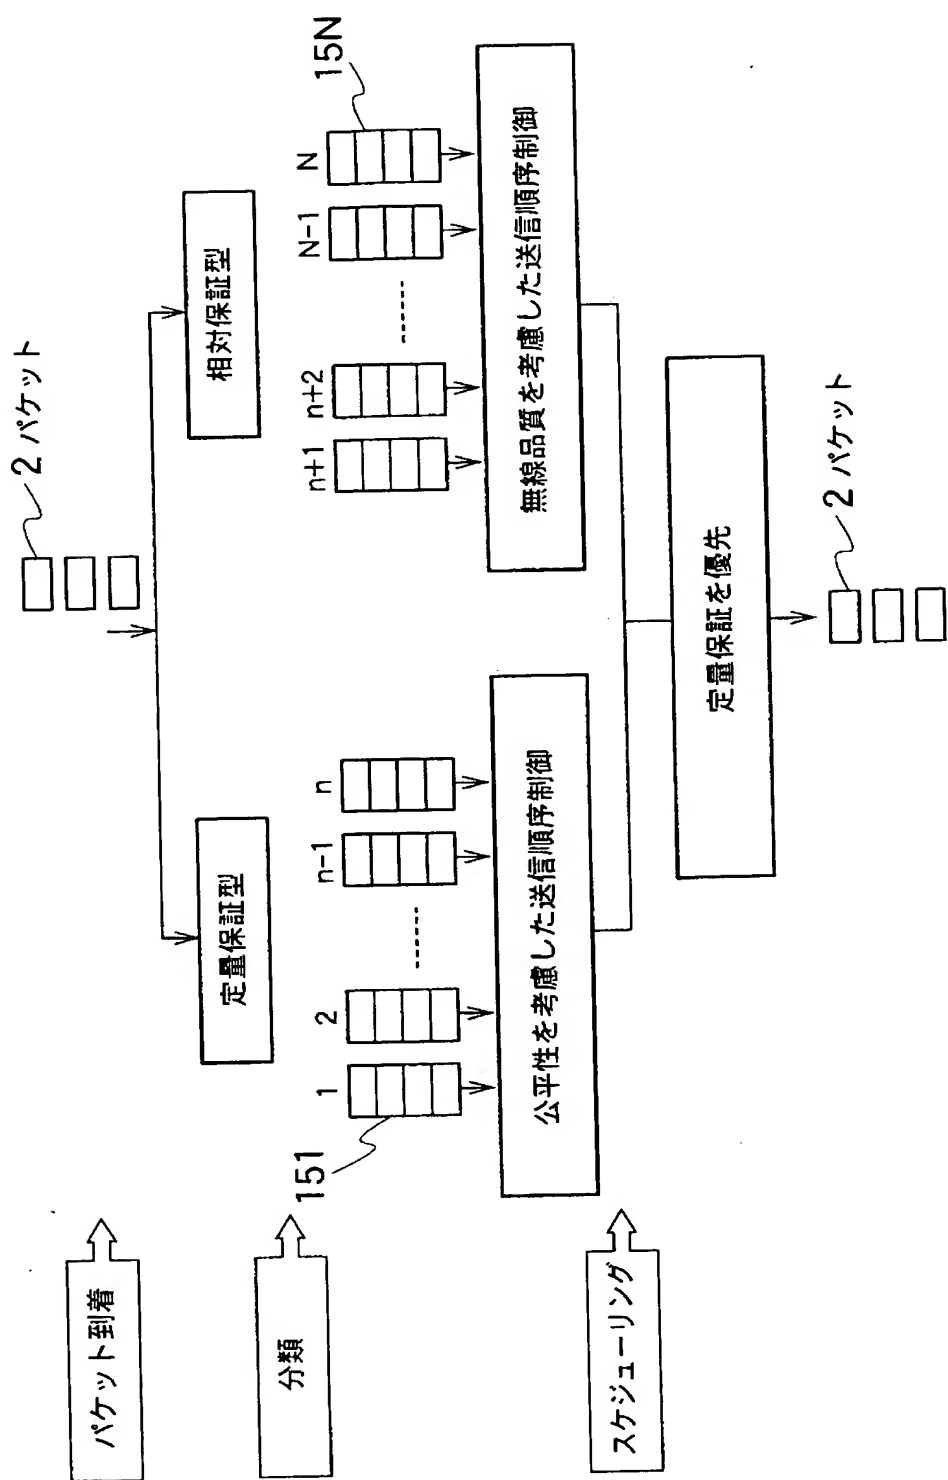 パケット到着
2 パケット
分類
定量保証型
相対保証型
151
1
2
n-1
n
n+1
n+2
N-1
N
15N
スケジューリング
公平性を考慮した送信順序制御
無線品質を考慮した送信順序制御
定量保証を優先
2 パケット